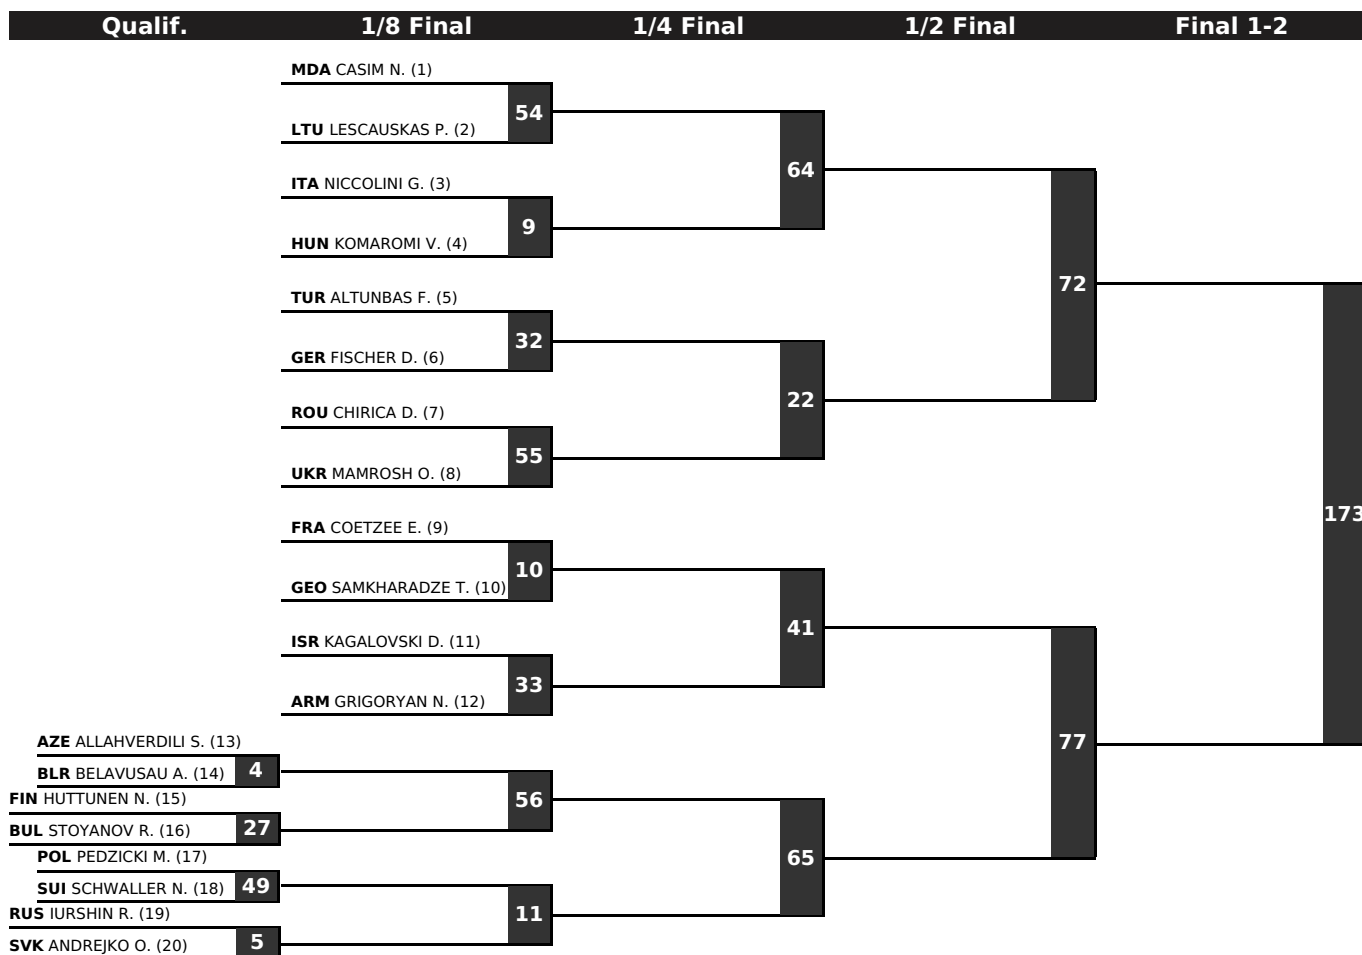 Qualif. 1/8 Final 1/4 Final 1/2 Final Final 1-2
MDA CASIM N. (1)
54
LTU LESCAUSKAS P. (2)
64
ITA NICCOLINI G. (3)
9
HUN KOMAROMI V. (4)
72
TUR ALTUNBAS F. (5)
32
GER FISCHER D. (6)
22
ROU CHIRICA D. (7)
55
UKR MAMROSH O. (8)
173
FRA COETZEE E. (9)
10
GEO SAMKHARADZE T. (10)
41
ISR KAGALOVSKI D. (11)
33
ARM GRIGORYAN N. (12)
77
AZE ALLAHVERDILI S. (13)
4
BLR BELAVUSAU A. (14)
56
FIN HUTTUNEN N. (15)
27
BUL STOYANOV R. (16)
65
POL PEDZICKI M. (17)
49
SUI SCHWALLER N. (18)
11
RUS IURSHIN R. (19)
5
SVK ANDREJKO O. (20)